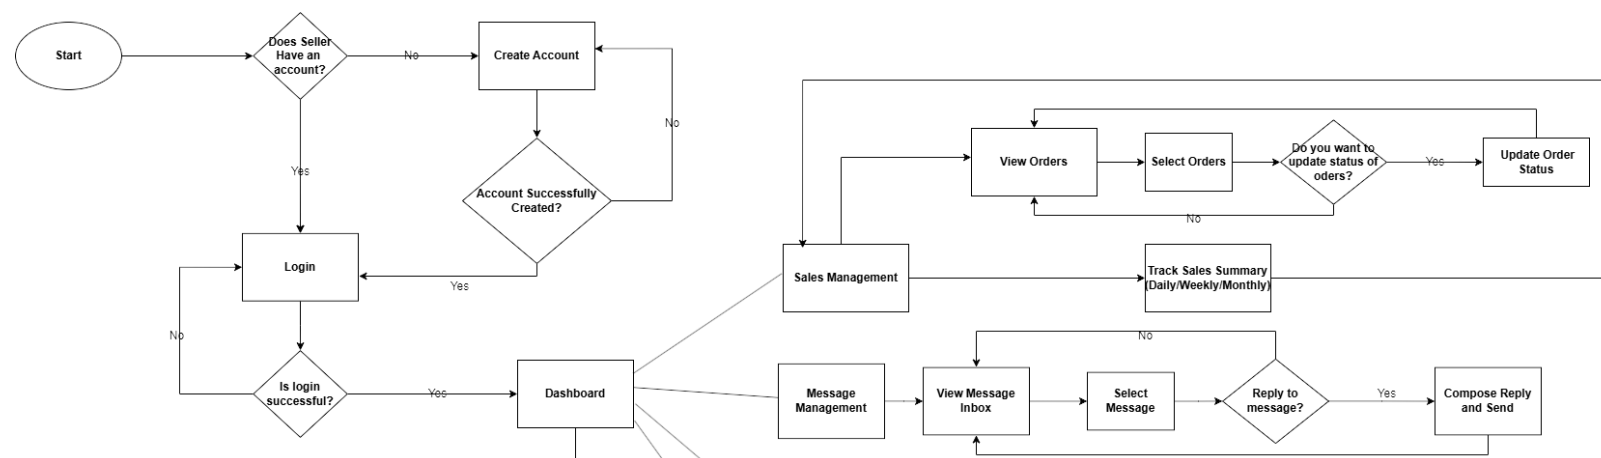 Start
Does Seller
Have an
account?
No
Create Account
No
Yes
Account Successfully
Created?
Yes
Login
No
Is login
successful?
Yes
Dashboard
View Orders
Select Orders
Do you want to
update status of
oders?
Yes
Update Order
Status
No
Sales Management
Track Sales Summary
(Daily/Weekly/Monthly)
No
Message
Management
View Message
Inbox
Select
Message
Reply to
message?
Yes
Compose Reply
and Send